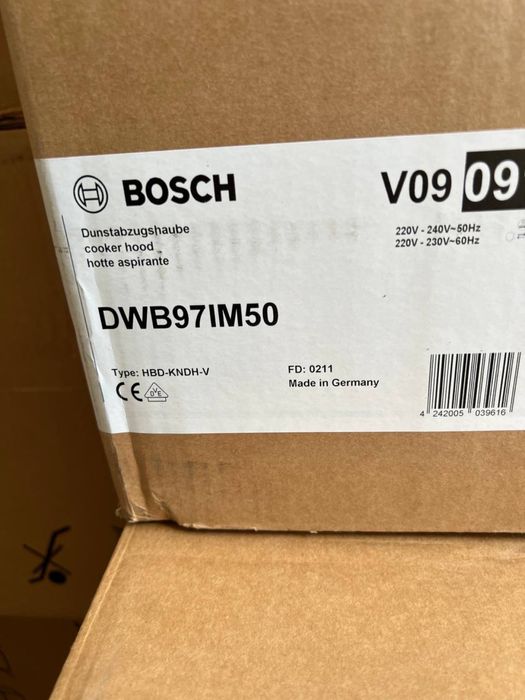 BOSCH
V09 09
Dunstabzugshaube
cooker hood
hotte aspirante
220V - 240V~50Hz
220V - 230V~60Hz
DWB97IM50
Type: HBD-KNDH-V
FD: 0211
Made in Germany
CE
DVE
4 242005 039616